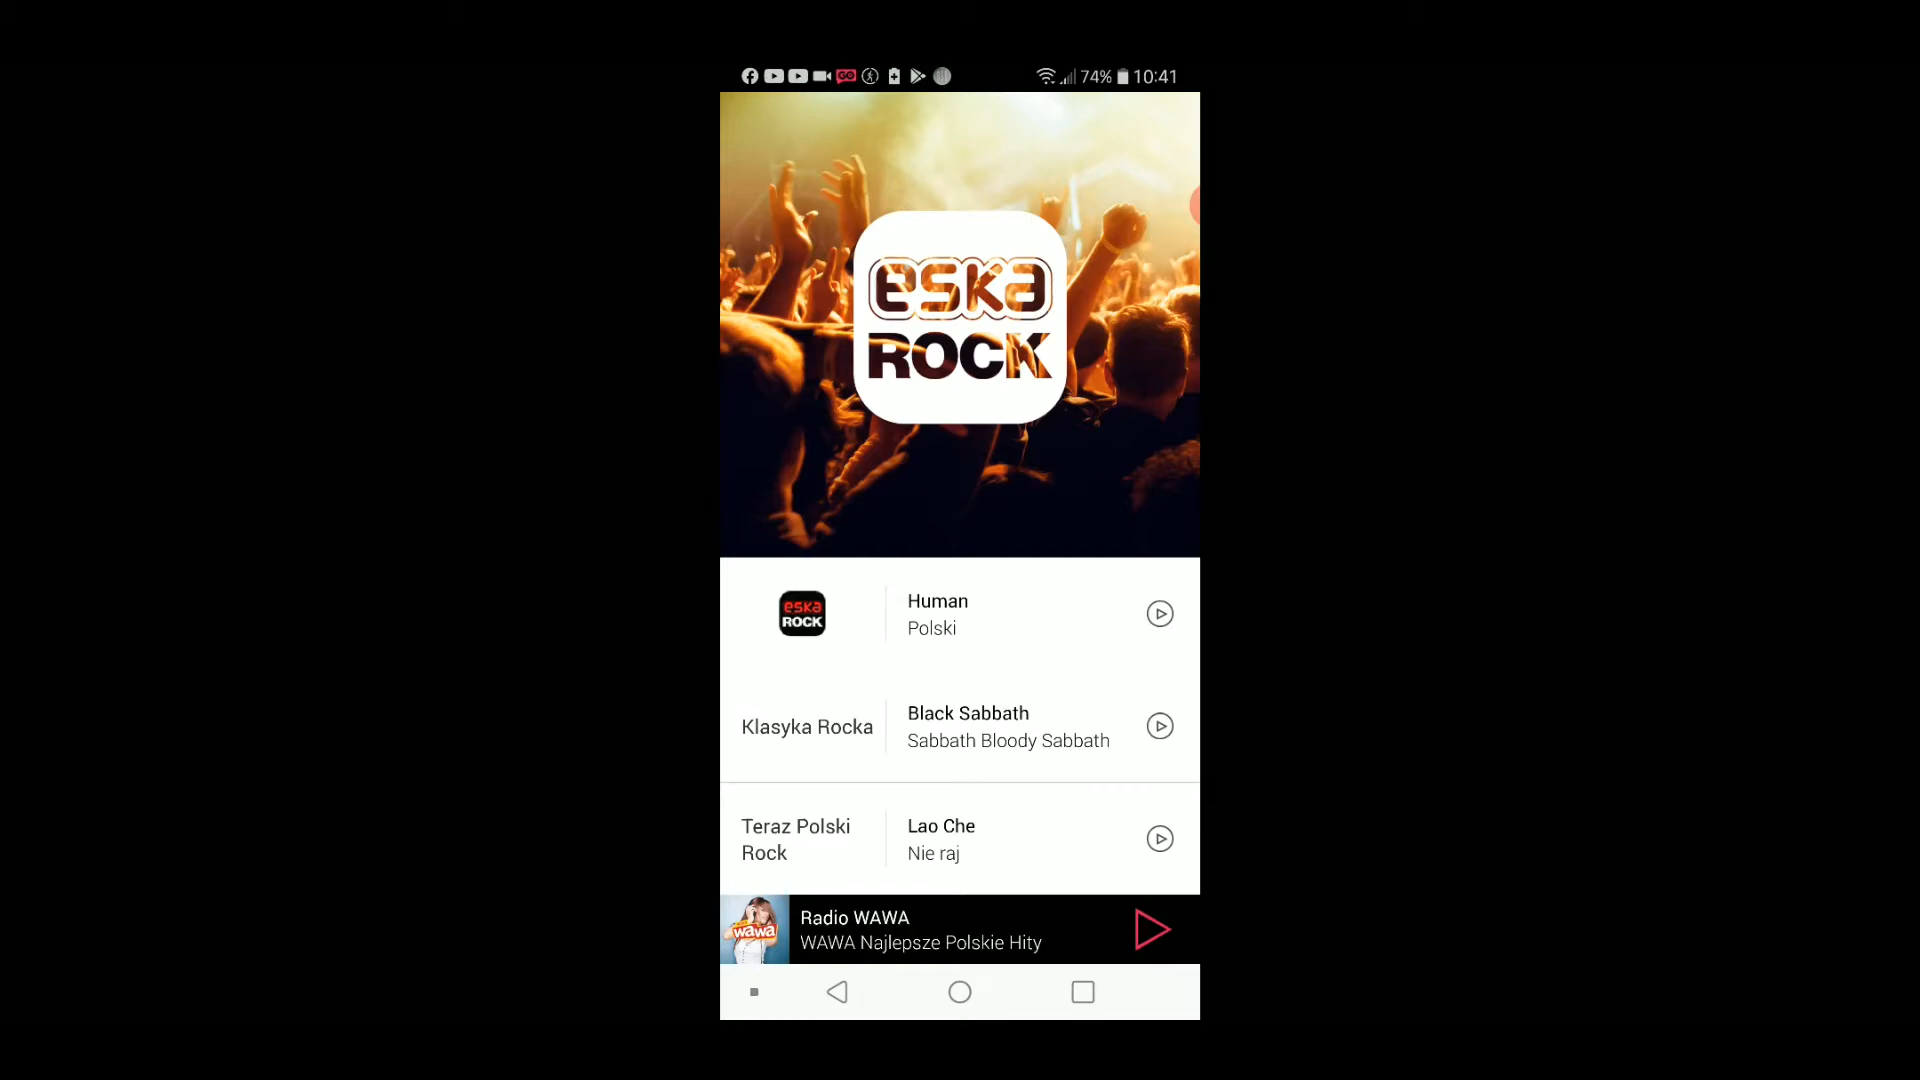 GO 74% 10:41
eska
ROCK
eska
ROCK
Human
Polski
Klasyka Rocka
Black Sabbath
Sabbath Bloody Sabbath
Teraz Polski
Rock
Lao Che
Nie raj
wawa
Radio WAWA
WAWA Najlepsze Polskie Hity